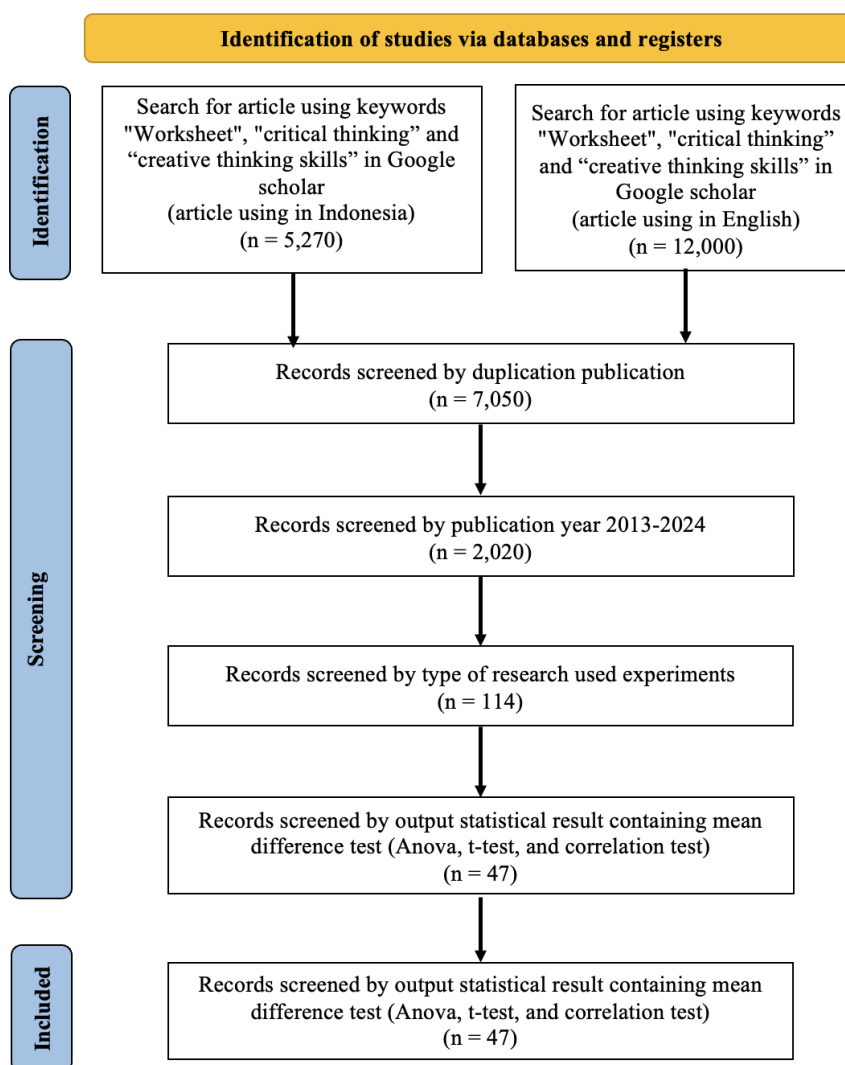 Identification of studies via databases and registers
Identification
Search for article using keywords
"Worksheet", "critical thinking” and
“creative thinking skills” in Google
scholar
(article using in Indonesia)
(n = 5,270)
Search for article using keywords
"Worksheet", "critical thinking”
and “creative thinking skills” in
Google scholar
(article using in English)
(n = 12,000)
Screening
Records screened by duplication publication
(n = 7,050)
Records screened by publication year 2013-2024
(n = 2,020)
Records screened by type of research used experiments
(n = 114)
Records screened by output statistical result containing mean
difference test (Anova, t-test, and correlation test)
(n = 47)
Included
Records screened by output statistical result containing mean
difference test (Anova, t-test, and correlation test)
(n = 47)